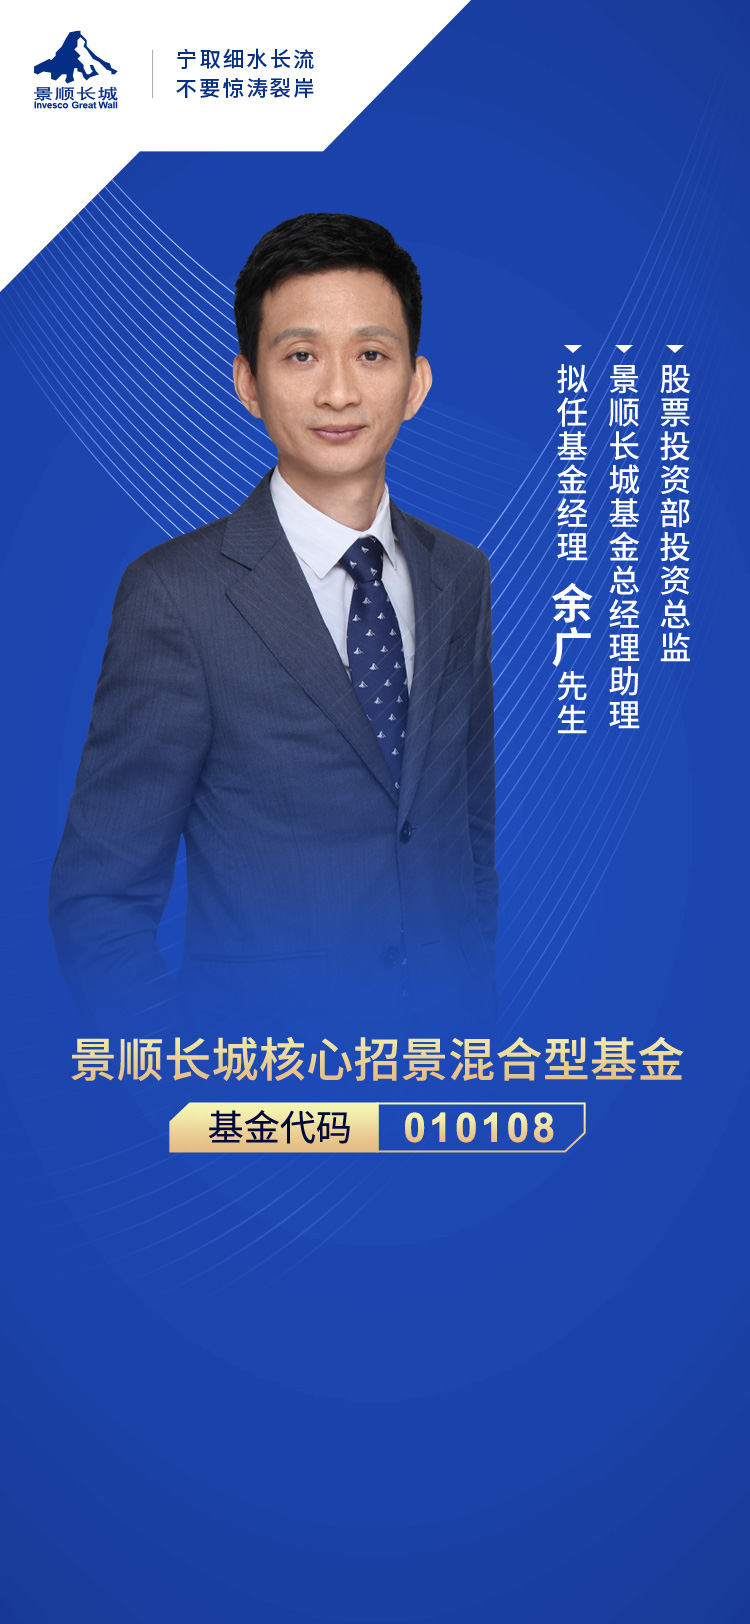 景顺长城
Invesco Great Wall
宁取细水长流
不要惊涛裂岸
股票投资部投资总监
景顺长城基金总经理助理
拟任基金经理 余广先生
景顺长城核心招景混合型基金
基金代码 010108